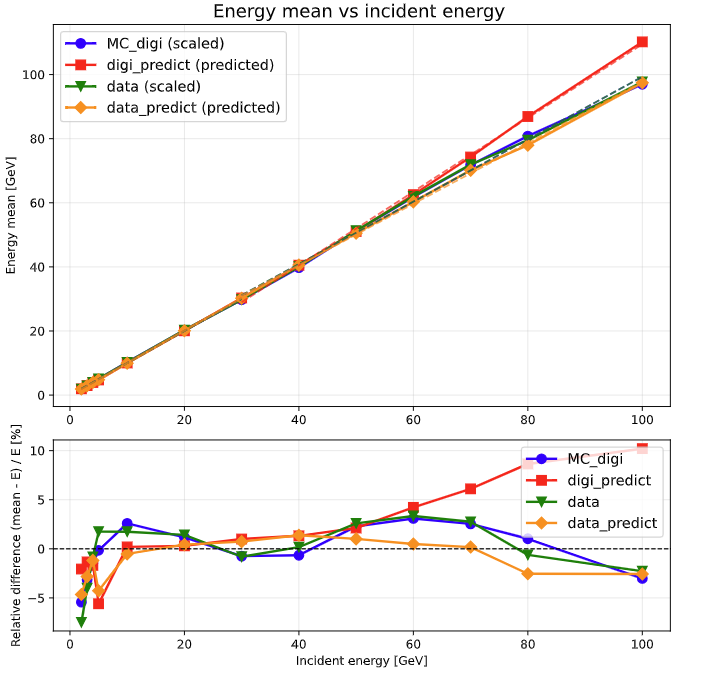 Energy mean vs incident energy
MC_digi (scaled)
digi_predict (predicted)
data (scaled)
data_predict (predicted)
Energy mean [GeV]
100
80
60
40
20
0
0 20 40 60 80 100
Relative difference (mean - E) / E [%]
10
5
0
−5
MC_digi
digi_predict
data
data_predict
0 20 40 60 80 100
Incident energy [GeV]